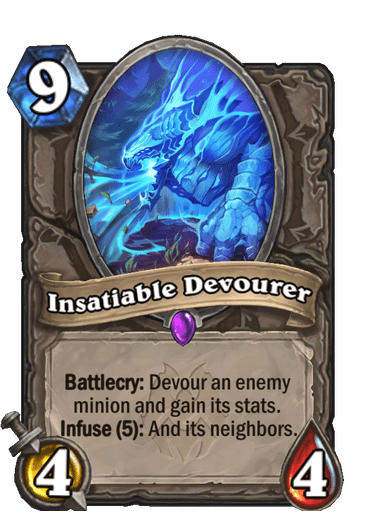 9
Insatiable Devourer
Battlecry: Devour an enemy
minion and gain its stats.
Infuse (5): And its neighbors.
4
4